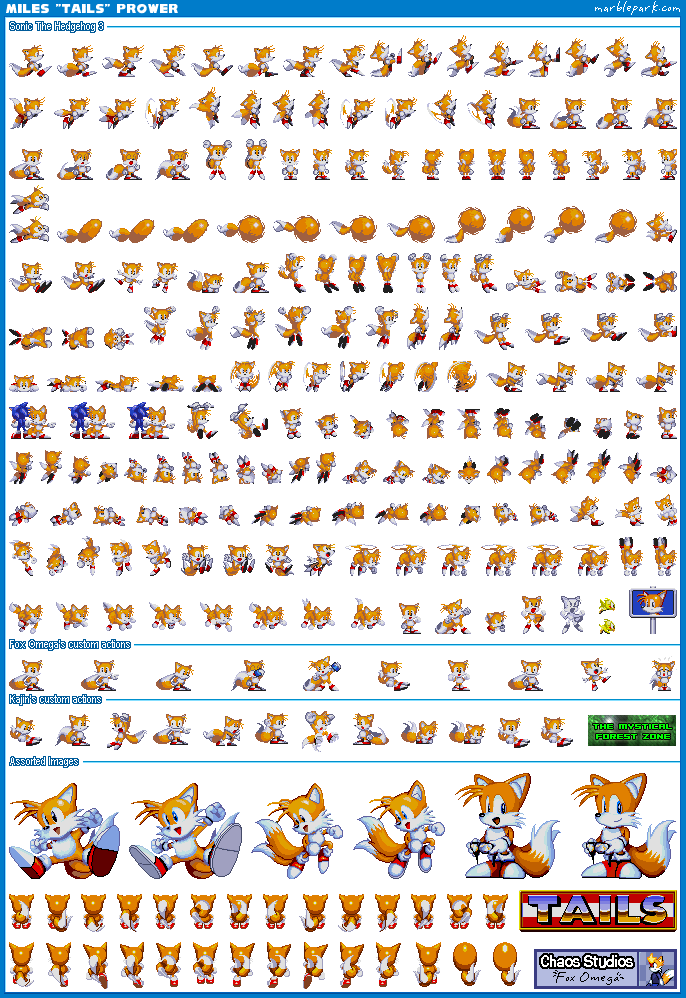 MILES "TAILS" PROWER
marblepark.com
Sonic The Hedgehog 3
Fox Omega's custom actions
Kajin's custom actions
THE MYSTICAL
FOREST ZONE
Assorted Images
TAILS
Chaos Studios
"Fox Omega"